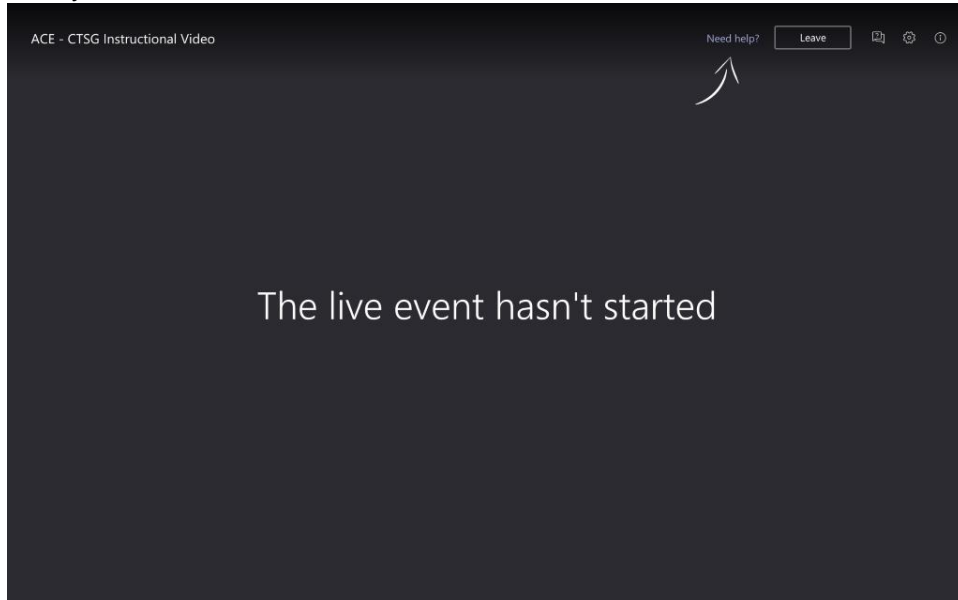 ACE - CTSG Instructional Video
Need help? Leave
The live event hasn't started